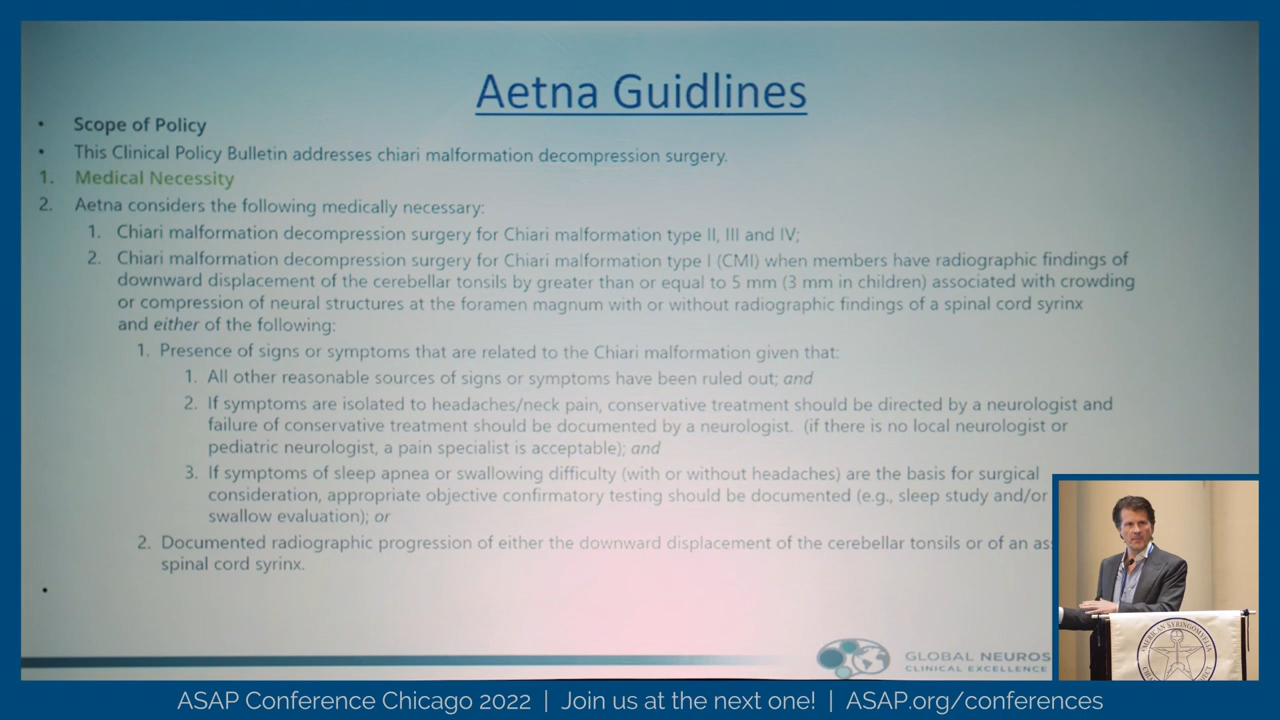 Aetna Guidlines
• Scope of Policy
• This Clinical Policy Bulletin addresses chiari malformation decompression surgery.
1. Medical Necessity
2. Aetna considers the following medically necessary:
1. Chiari malformation decompression surgery for Chiari malformation type II, III and IV;
2. Chiari malformation decompression surgery for Chiari malformation type I (CMI) when members have radiographic findings of
downward displacement of the cerebellar tonsils by greater than or equal to 5 mm (3 mm in children) associated with crowding
or compression of neural structures at the foramen magnum with or without radiographic findings of a spinal cord syrinx
and either of the following:
1. Presence of signs or symptoms that are related to the Chiari malformation given that:
1. All other reasonable sources of signs or symptoms have been ruled out; and
2. If symptoms are isolated to headaches/neck pain, conservative treatment should be directed by a neurologist and
failure of conservative treatment should be documented by a neurologist. (if there is no local neurologist or
pediatric neurologist, a pain specialist is acceptable); and
3. If symptoms of sleep apnea or swallowing difficulty (with or without headaches) are the basis for surgical
consideration, appropriate objective confirmatory testing should be documented (e.g., sleep study and/or
swallow evaluation); or
2. Documented radiographic progression of either the downward displacement of the cerebellar tonsils or of an as
spinal cord syrinx.
•
GLOBAL NEUROS
CLINICAL EXCELLENCE
AMERICAN SYRINGOMYELIA
ASAP Conference Chicago 2022 | Join us at the next one! | ASAP.org/conferences